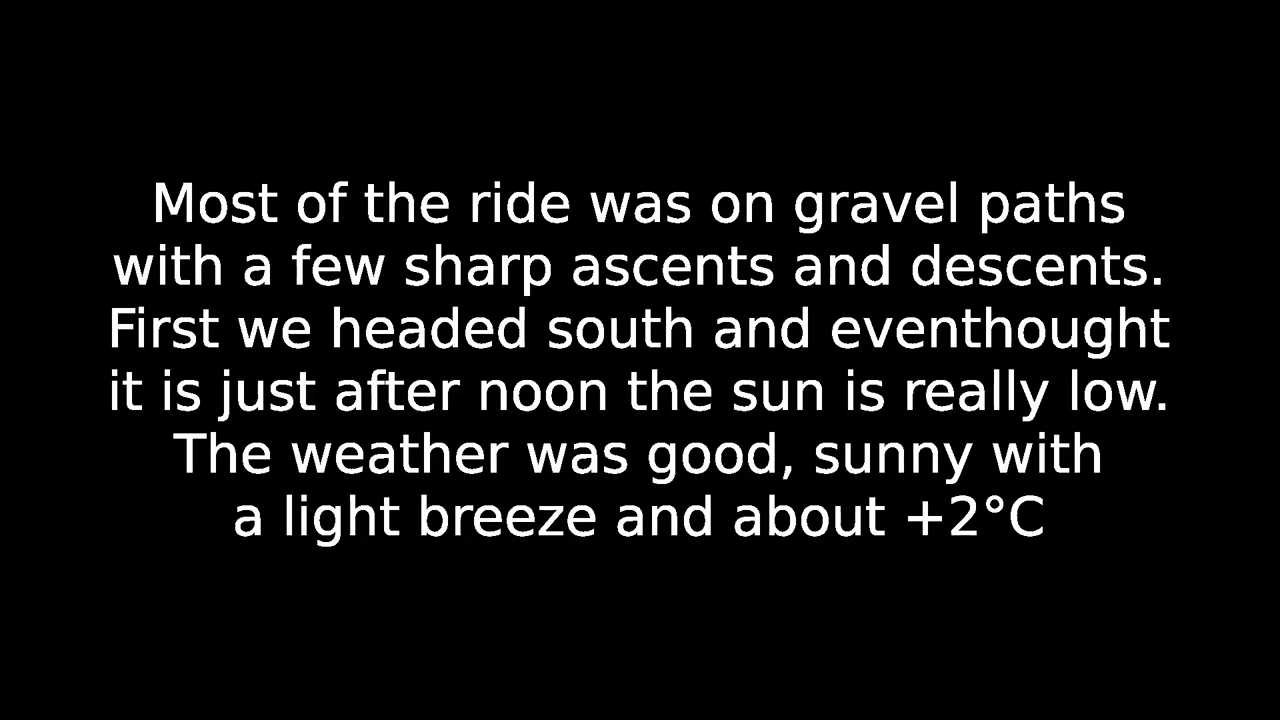 Most of the ride was on gravel paths
with a few sharp ascents and descents.
First we headed south and eventhought
it is just after noon the sun is really low.
The weather was good, sunny with
a light breeze and about +2°C